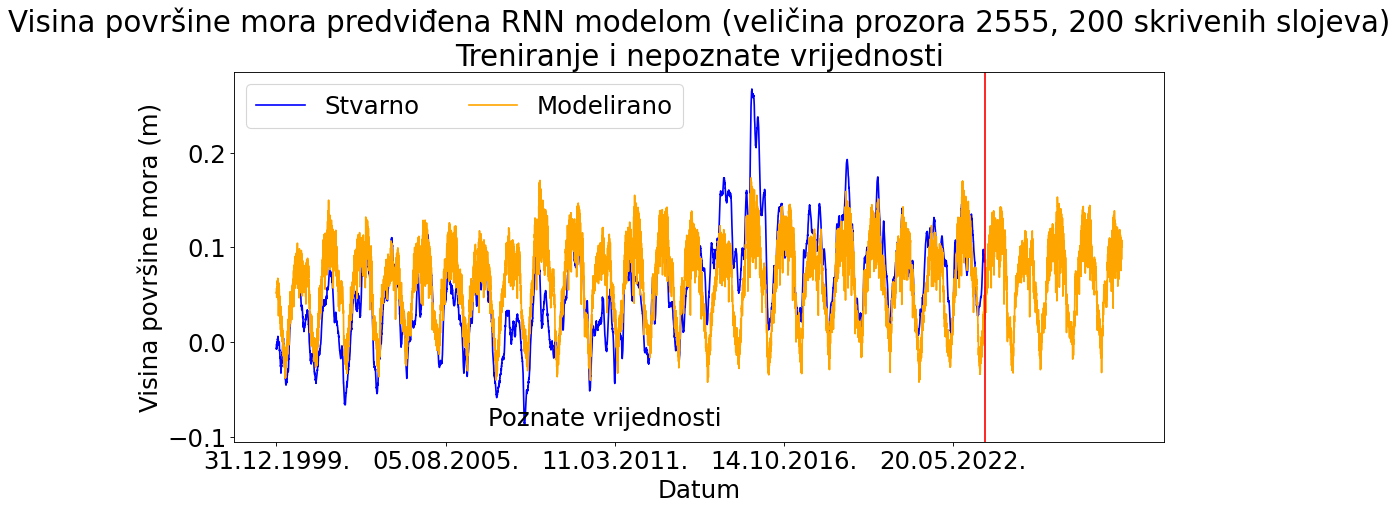 Visina površine mora predviđena RNN modelom (veličina prozora 2555, 200 skrivenih slojeva)
Treniranje i nepoznate vrijednosti
Stvarno
Modelirano
Visina površine mora (m)
0.2
0.1
0.0
−0.1
Poznate vrijednosti
31.12.1999.
05.08.2005.
11.03.2011.
14.10.2016.
20.05.2022.
Datum